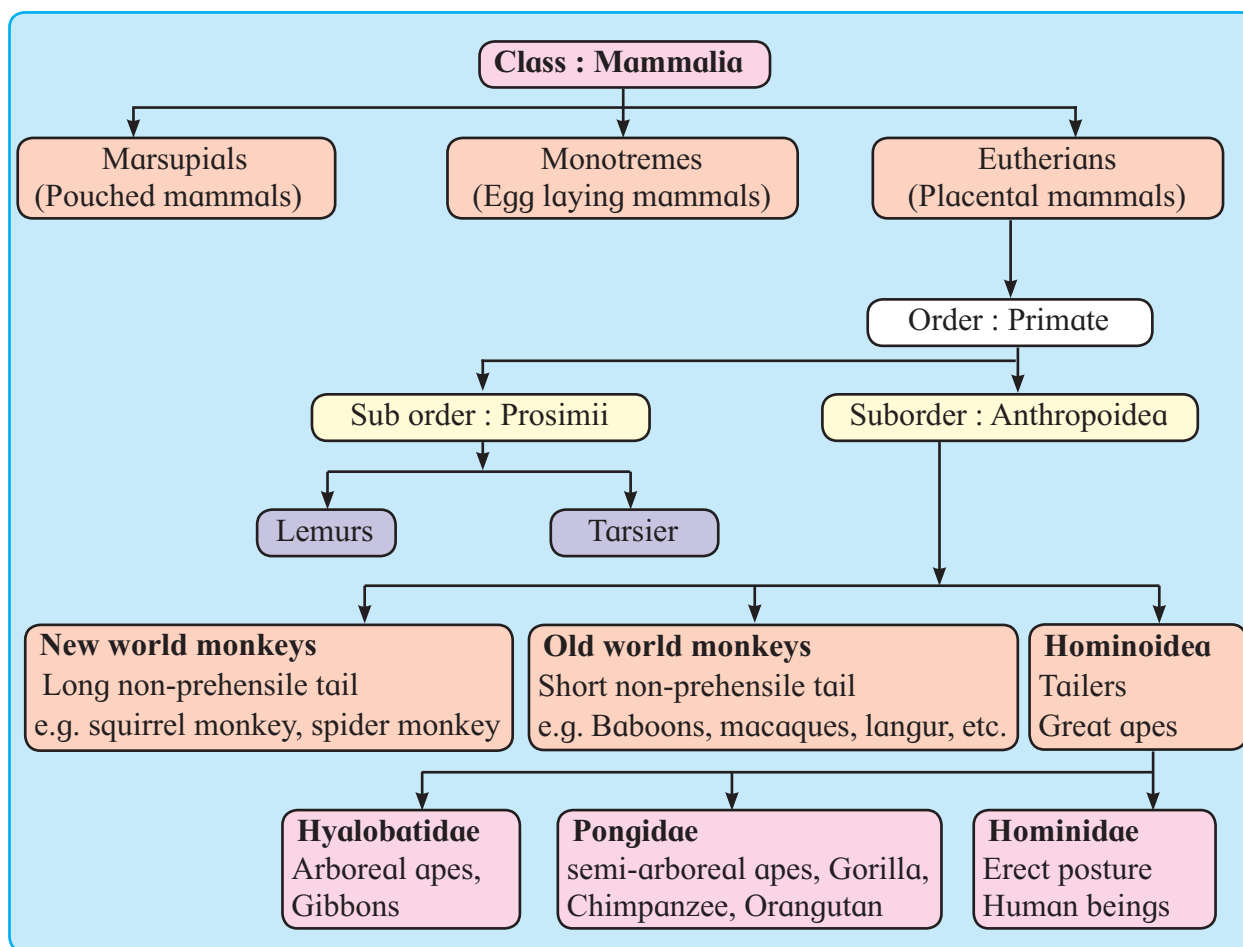 Class : Mammalia
Marsupials
(Pouched mammals)
Monotremes
(Egg laying mammals)
Eutherians
(Placental mammals)
Order : Primate
Sub order : Prosimii
Suborder : Anthropoidea
Lemurs
Tarsier
New world monkeys
Long non-prehensile tail
e.g. squirrel monkey, spider monkey
Old world monkeys
Short non-prehensile tail
e.g. Baboons, macaques, langur, etc.
Hominoidea
Tailers
Great apes
Hyalobatidae
Arboreal apes,
Gibbons
Pongidae
semi-arboreal apes, Gorilla,
Chimpanzee, Orangutan
Hominidae
Erect posture
Human beings